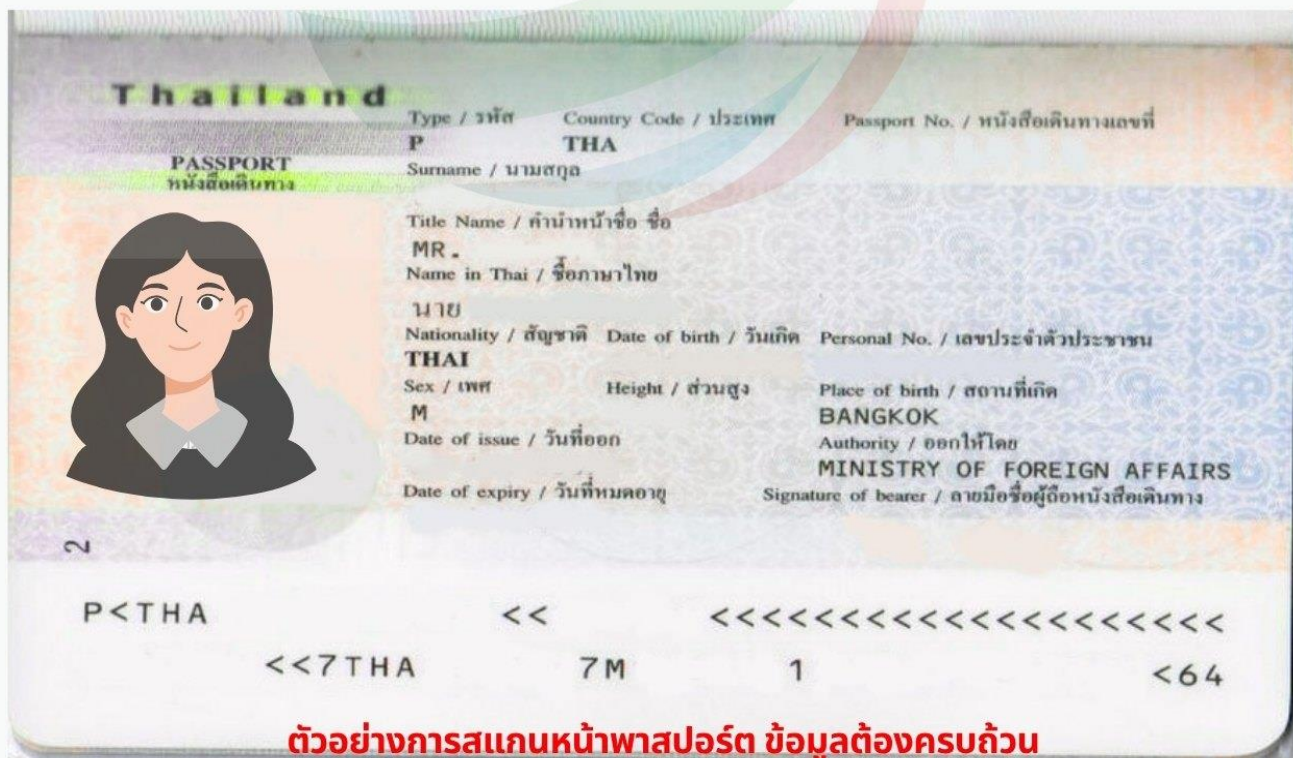 Thailand
PASSPORT
หนังสือเดินทาง
Type / รหัส Country Code / ประเทศ Passport No. / หนังสือเดินทางเลขที่
P THA
Surname / นามสกุล
Title Name / คำนำหน้าชื่อ ชื่อ
MR.
Name in Thai / ชื่อภาษาไทย
นาย
Nationality / สัญชาติ Date of birth / วันเกิด Personal No. / เลขประจำตัวประชาชน
THAI
Sex / เพศ Height / ส่วนสูง Place of birth / สถานที่เกิด
M BANGKOK
Date of issue / วันที่ออก Authority / ออกให้โดย
MINISTRY OF FOREIGN AFFAIRS
Date of expiry / วันที่หมดอายุ Signature of bearer / ลายมือชื่อผู้ถือหนังสือเดินทาง
2
P<THA << <<<<<<<<<<<<<<<<<<<<
<<7THA 7M 1 <64
ตัวอย่างการสแกนหน้าพาสปอร์ต ข้อมูลต้องครบถ้วน